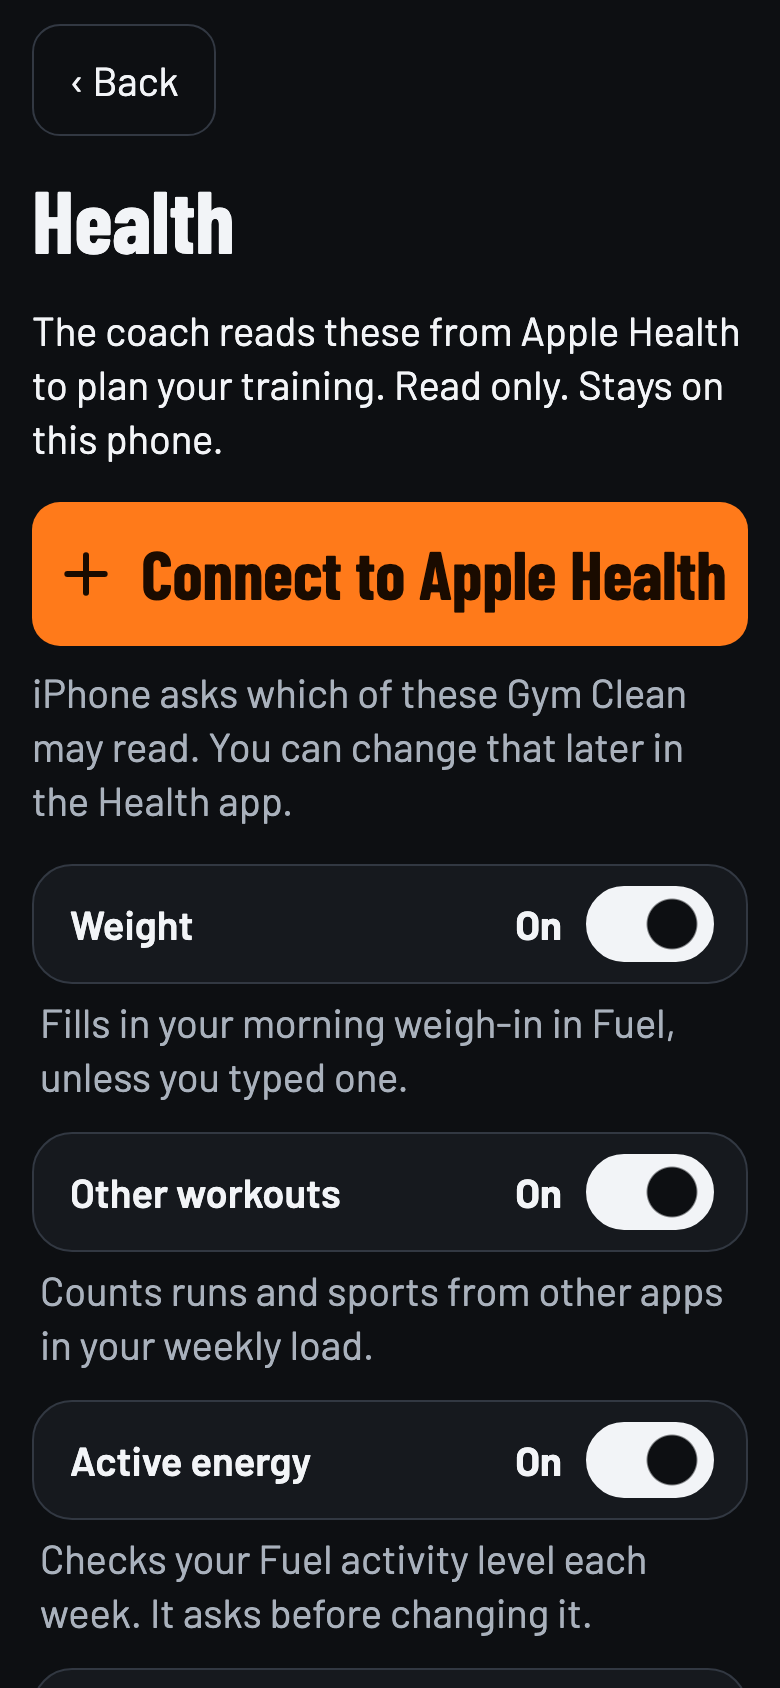 ‹ Back
Health
The coach reads these from Apple Health
to plan your training. Read only. Stays on
this phone.
+ Connect to Apple Health
iPhone asks which of these Gym Clean
may read. You can change that later in
the Health app.
Weight On
Fills in your morning weigh-in in Fuel,
unless you typed one.
Other workouts On
Counts runs and sports from other apps
in your weekly load.
Active energy On
Checks your Fuel activity level each
week. It asks before changing it.